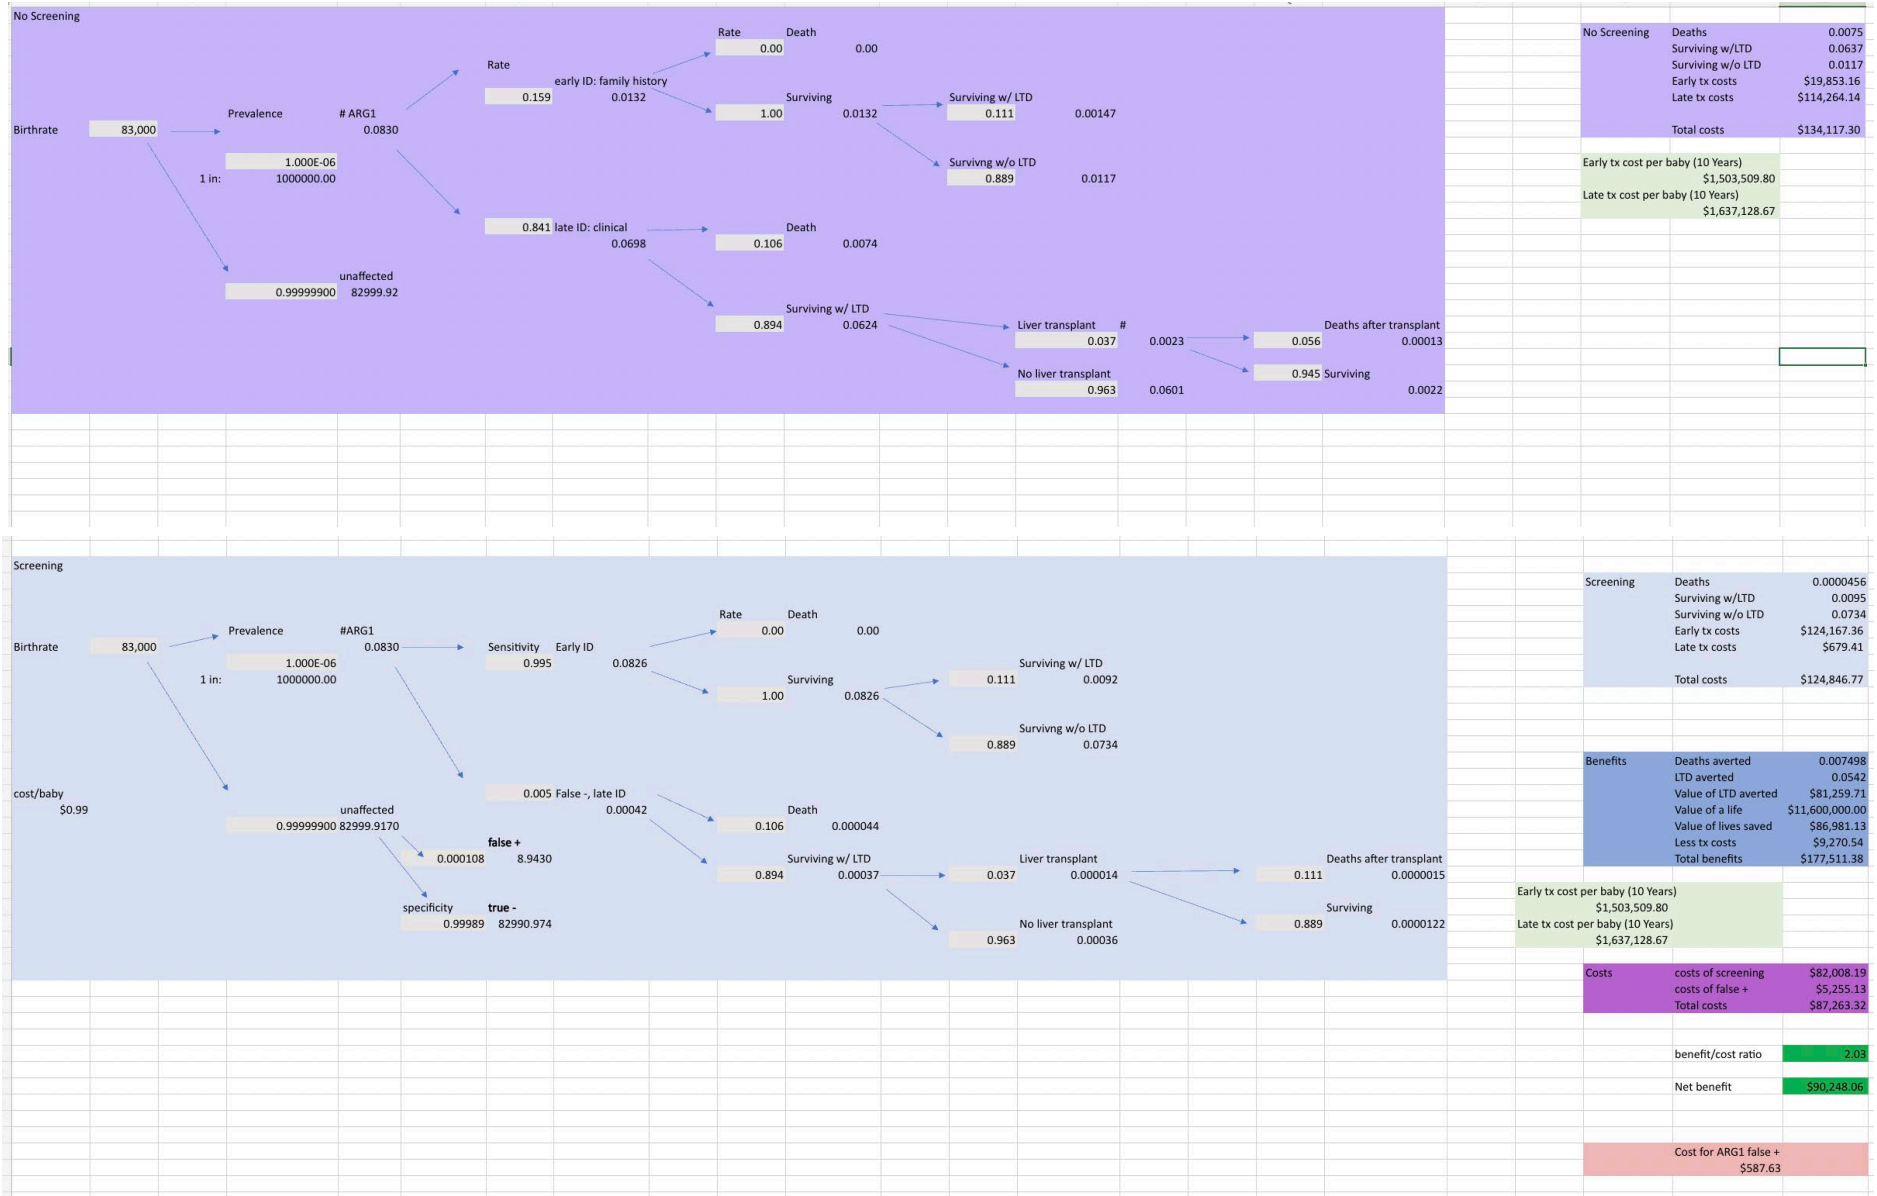 No Screening
Rate Death
0.00 0.00
Rate
early ID: family history
0.159 0.0132
Surviving
1.00 0.0132
Surviving w/ LTD
0.111 0.00147
Prevalence # ARG1
Birthrate 83,000 0.0830
1.000E-06
1 in: 1000000.00
Survivng w/o LTD
0.889 0.0117
0.841 late ID: clinical
0.0698
Death
0.106 0.0074
unaffected
0.99999900 82999.92
Surviving w/ LTD
0.894 0.0624
Liver transplant #
0.037 0.0023
Deaths after transplant
0.056 0.00013
No liver transplant
0.963 0.0601
0.945 Surviving
0.0022
No Screening Deaths 0.0075
Surviving w/LTD 0.0637
Surviving w/o LTD 0.0117
Early tx costs $19,853.16
Late tx costs $114,264.14
Total costs $134,117.30
Early tx cost per baby (10 Years)
$1,503,509.80
Late tx cost per baby (10 Years)
$1,637,128.67
Screening
Rate Death
0.00 0.00
Prevalence #ARG1
Birthrate 83,000 0.0830
1.000E-06
1 in: 1000000.00
Sensitivity Early ID
0.995 0.0826
Surviving
1.00 0.0826
Surviving w/ LTD
0.111 0.0092
Survivng w/o LTD
0.889 0.0734
cost/baby
$0.99
0.005 False -, late ID
0.00042
unaffected
0.99999900 82999.9170
Death
0.106 0.000044
false +
0.000108 8.9430
Surviving w/ LTD
0.894 0.00037
Liver transplant
0.037 0.000014
Deaths after transplant
0.111 0.0000015
specificity true -
0.99989 82990.974
No liver transplant
0.963 0.00036
Surviving
0.889 0.0000122
Screening Deaths 0.0000456
Surviving w/LTD 0.0095
Surviving w/o LTD 0.0734
Early tx costs $124,167.36
Late tx costs $679.41
Total costs $124,846.77
Benefits Deaths averted 0.007498
LTD averted 0.0542
Value of LTD averted $81,259.71
Value of a life $11,600,000.00
Value of lives saved $86,981.13
Less tx costs $9,270.54
Total benefits $177,511.38
Early tx cost per baby (10 Years)
$1,503,509.80
Late tx cost per baby (10 Years)
$1,637,128.67
Costs costs of screening $82,008.19
costs of false + $5,255.13
Total costs $87,263.32
benefit/cost ratio 2.03
Net benefit $90,248.06
Cost for ARG1 false +
$587.63